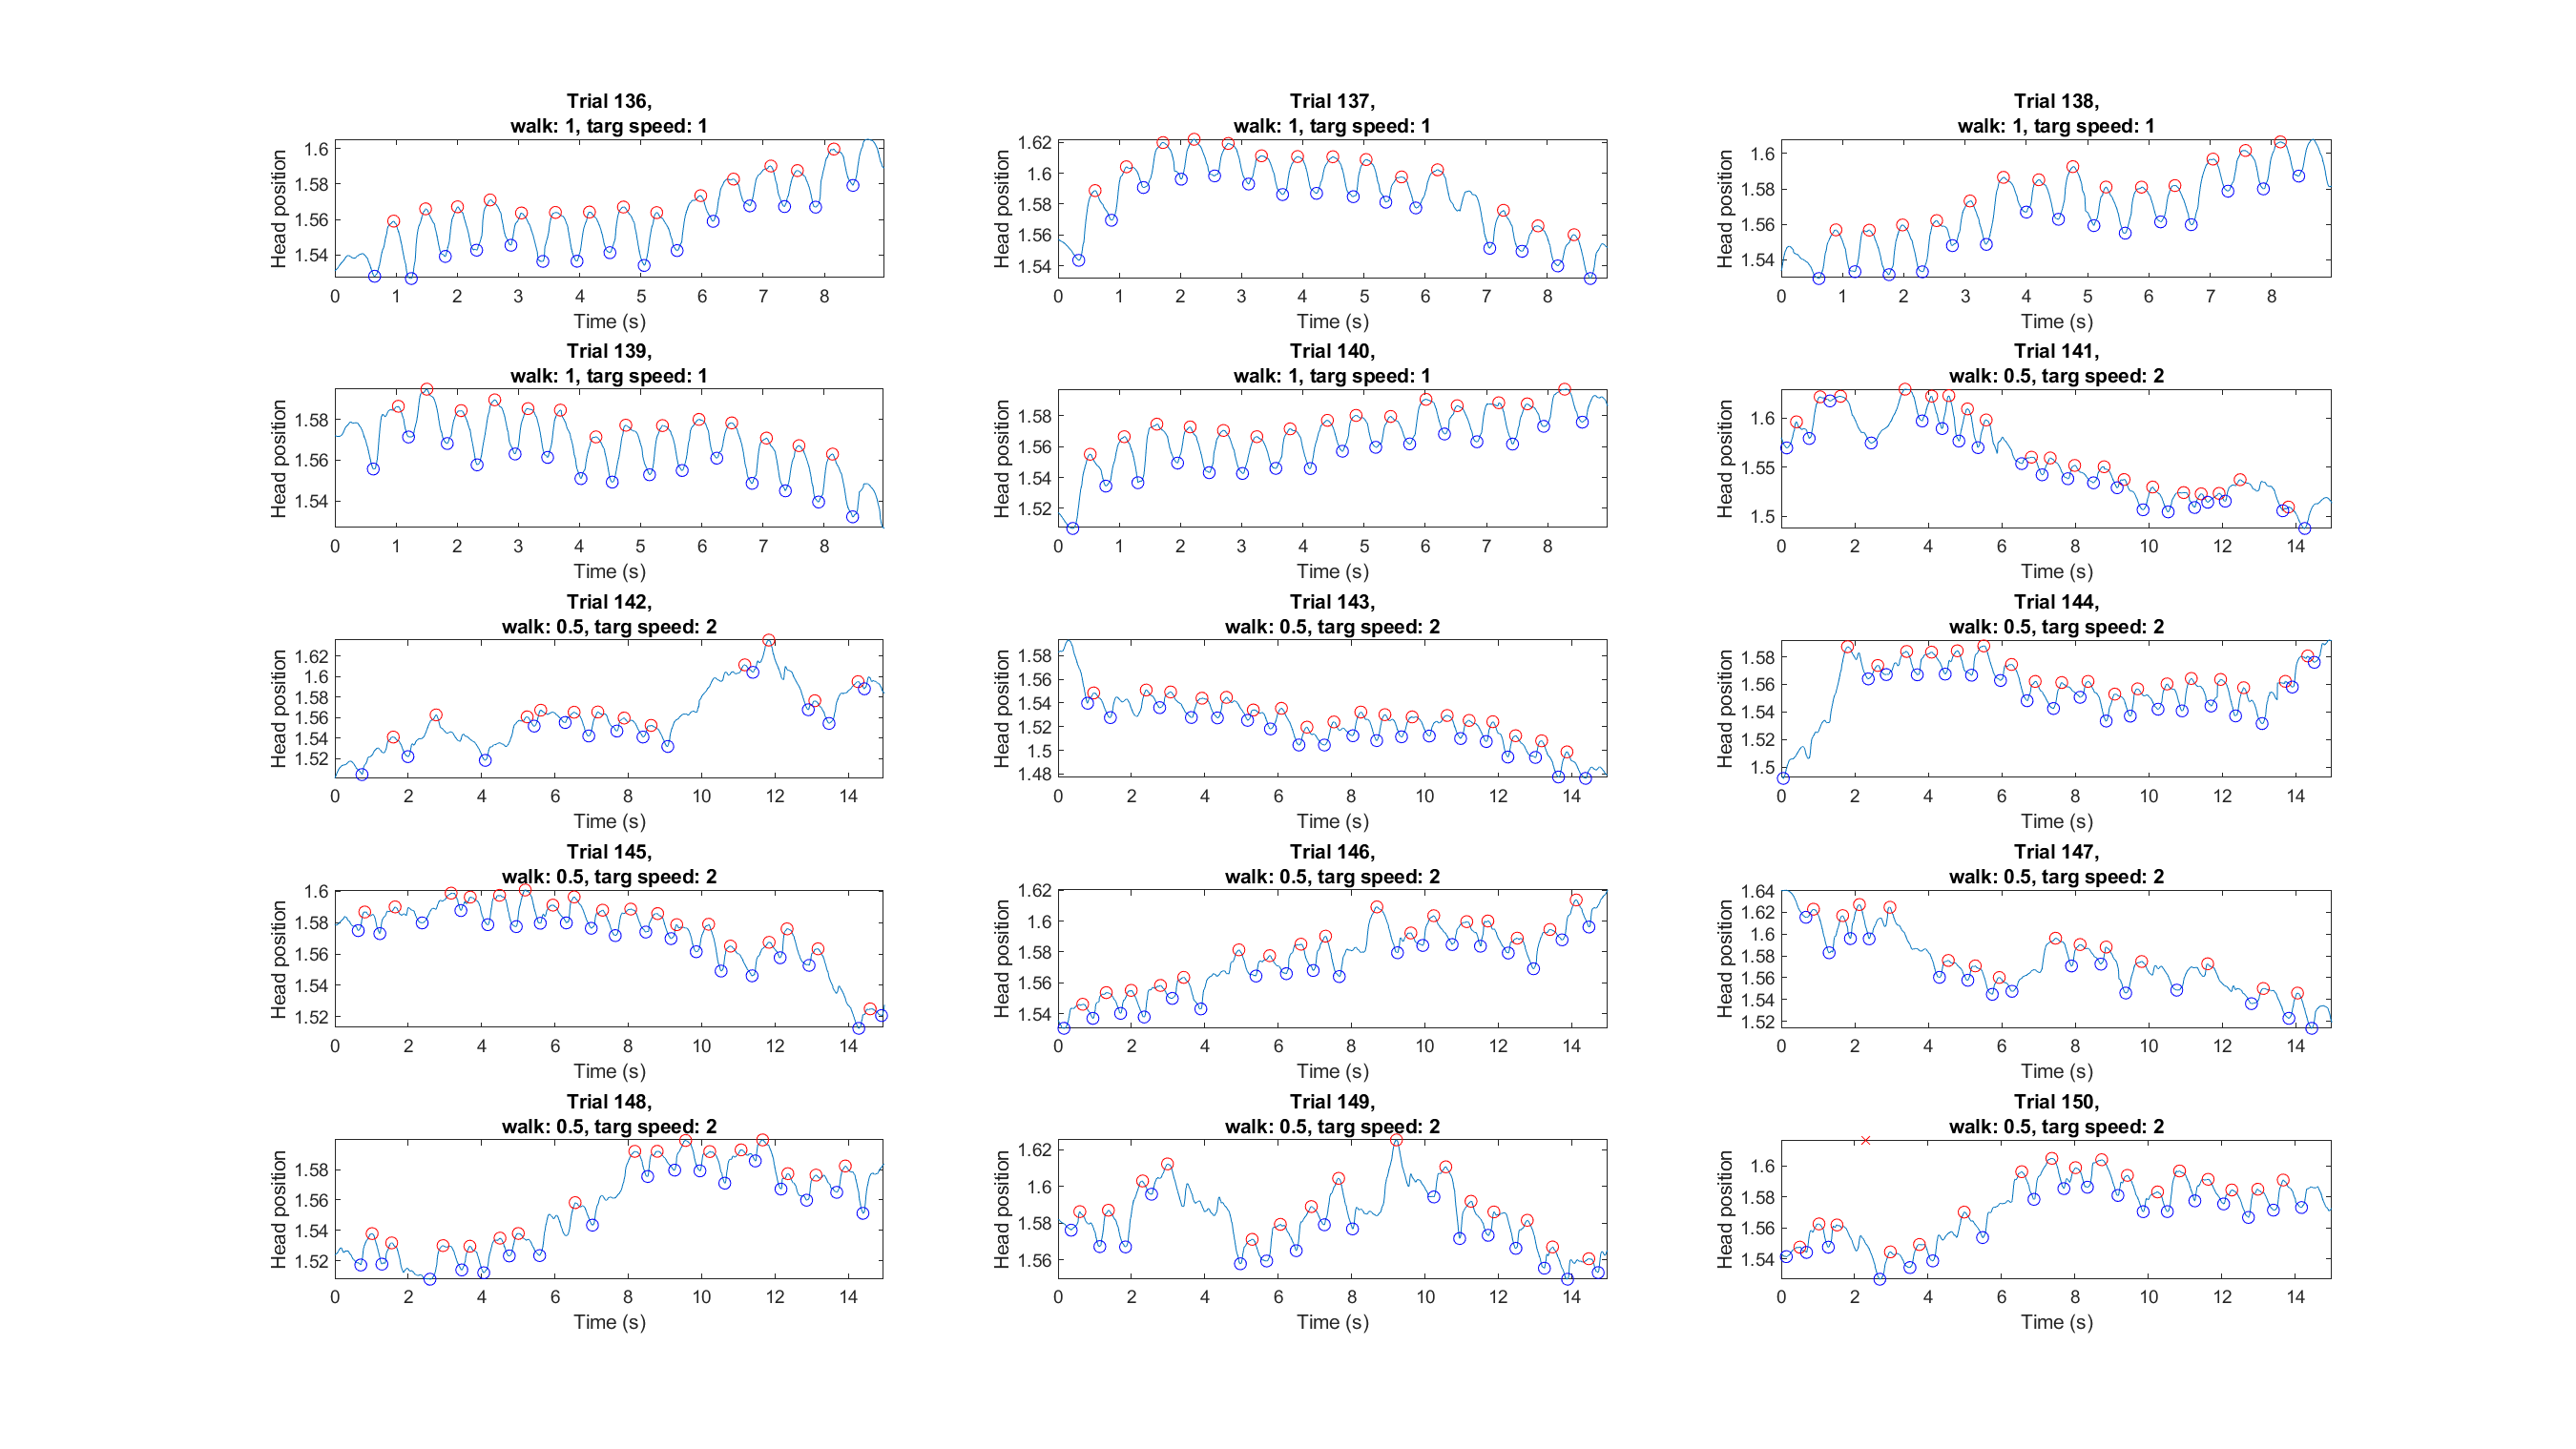 Trial 136,
walk: 1, targ speed: 1
Head position
1.6
1.58
1.56
1.54
0 1 2 3 4 5 6 7 8
Time (s)
Trial 137,
walk: 1, targ speed: 1
Head position
1.62
1.6
1.58
1.56
1.54
0 1 2 3 4 5 6 7 8
Time (s)
Trial 138,
walk: 1, targ speed: 1
Head position
1.6
1.58
1.56
1.54
0 1 2 3 4 5 6 7 8
Time (s)
Trial 139,
walk: 1, targ speed: 1
Head position
1.58
1.56
1.54
0 1 2 3 4 5 6 7 8
Time (s)
Trial 140,
walk: 1, targ speed: 1
Head position
1.58
1.56
1.54
1.52
0 1 2 3 4 5 6 7 8
Time (s)
Trial 141,
walk: 0.5, targ speed: 2
Head position
1.6
1.55
1.5
0 2 4 6 8 10 12 14
Time (s)
Trial 142,
walk: 0.5, targ speed: 2
Head position
1.62
1.6
1.58
1.56
1.54
1.52
0 2 4 6 8 10 12 14
Time (s)
Trial 143,
walk: 0.5, targ speed: 2
Head position
1.58
1.56
1.54
1.52
1.5
1.48
0 2 4 6 8 10 12 14
Time (s)
Trial 144,
walk: 0.5, targ speed: 2
Head position
1.58
1.56
1.54
1.52
1.5
0 2 4 6 8 10 12 14
Time (s)
Trial 145,
walk: 0.5, targ speed: 2
Head position
1.6
1.58
1.56
1.54
1.52
0 2 4 6 8 10 12 14
Time (s)
Trial 146,
walk: 0.5, targ speed: 2
Head position
1.62
1.6
1.58
1.56
1.54
0 2 4 6 8 10 12 14
Time (s)
Trial 147,
walk: 0.5, targ speed: 2
Head position
1.64
1.62
1.6
1.58
1.56
1.54
1.52
0 2 4 6 8 10 12 14
Time (s)
Trial 148,
walk: 0.5, targ speed: 2
Head position
1.58
1.56
1.54
1.52
0 2 4 6 8 10 12 14
Time (s)
Trial 149,
walk: 0.5, targ speed: 2
Head position
1.62
1.6
1.58
1.56
0 2 4 6 8 10 12 14
Time (s)
Trial 150,
walk: 0.5, targ speed: 2
Head position
1.6
1.58
1.56
1.54
0 2 4 6 8 10 12 14
Time (s)